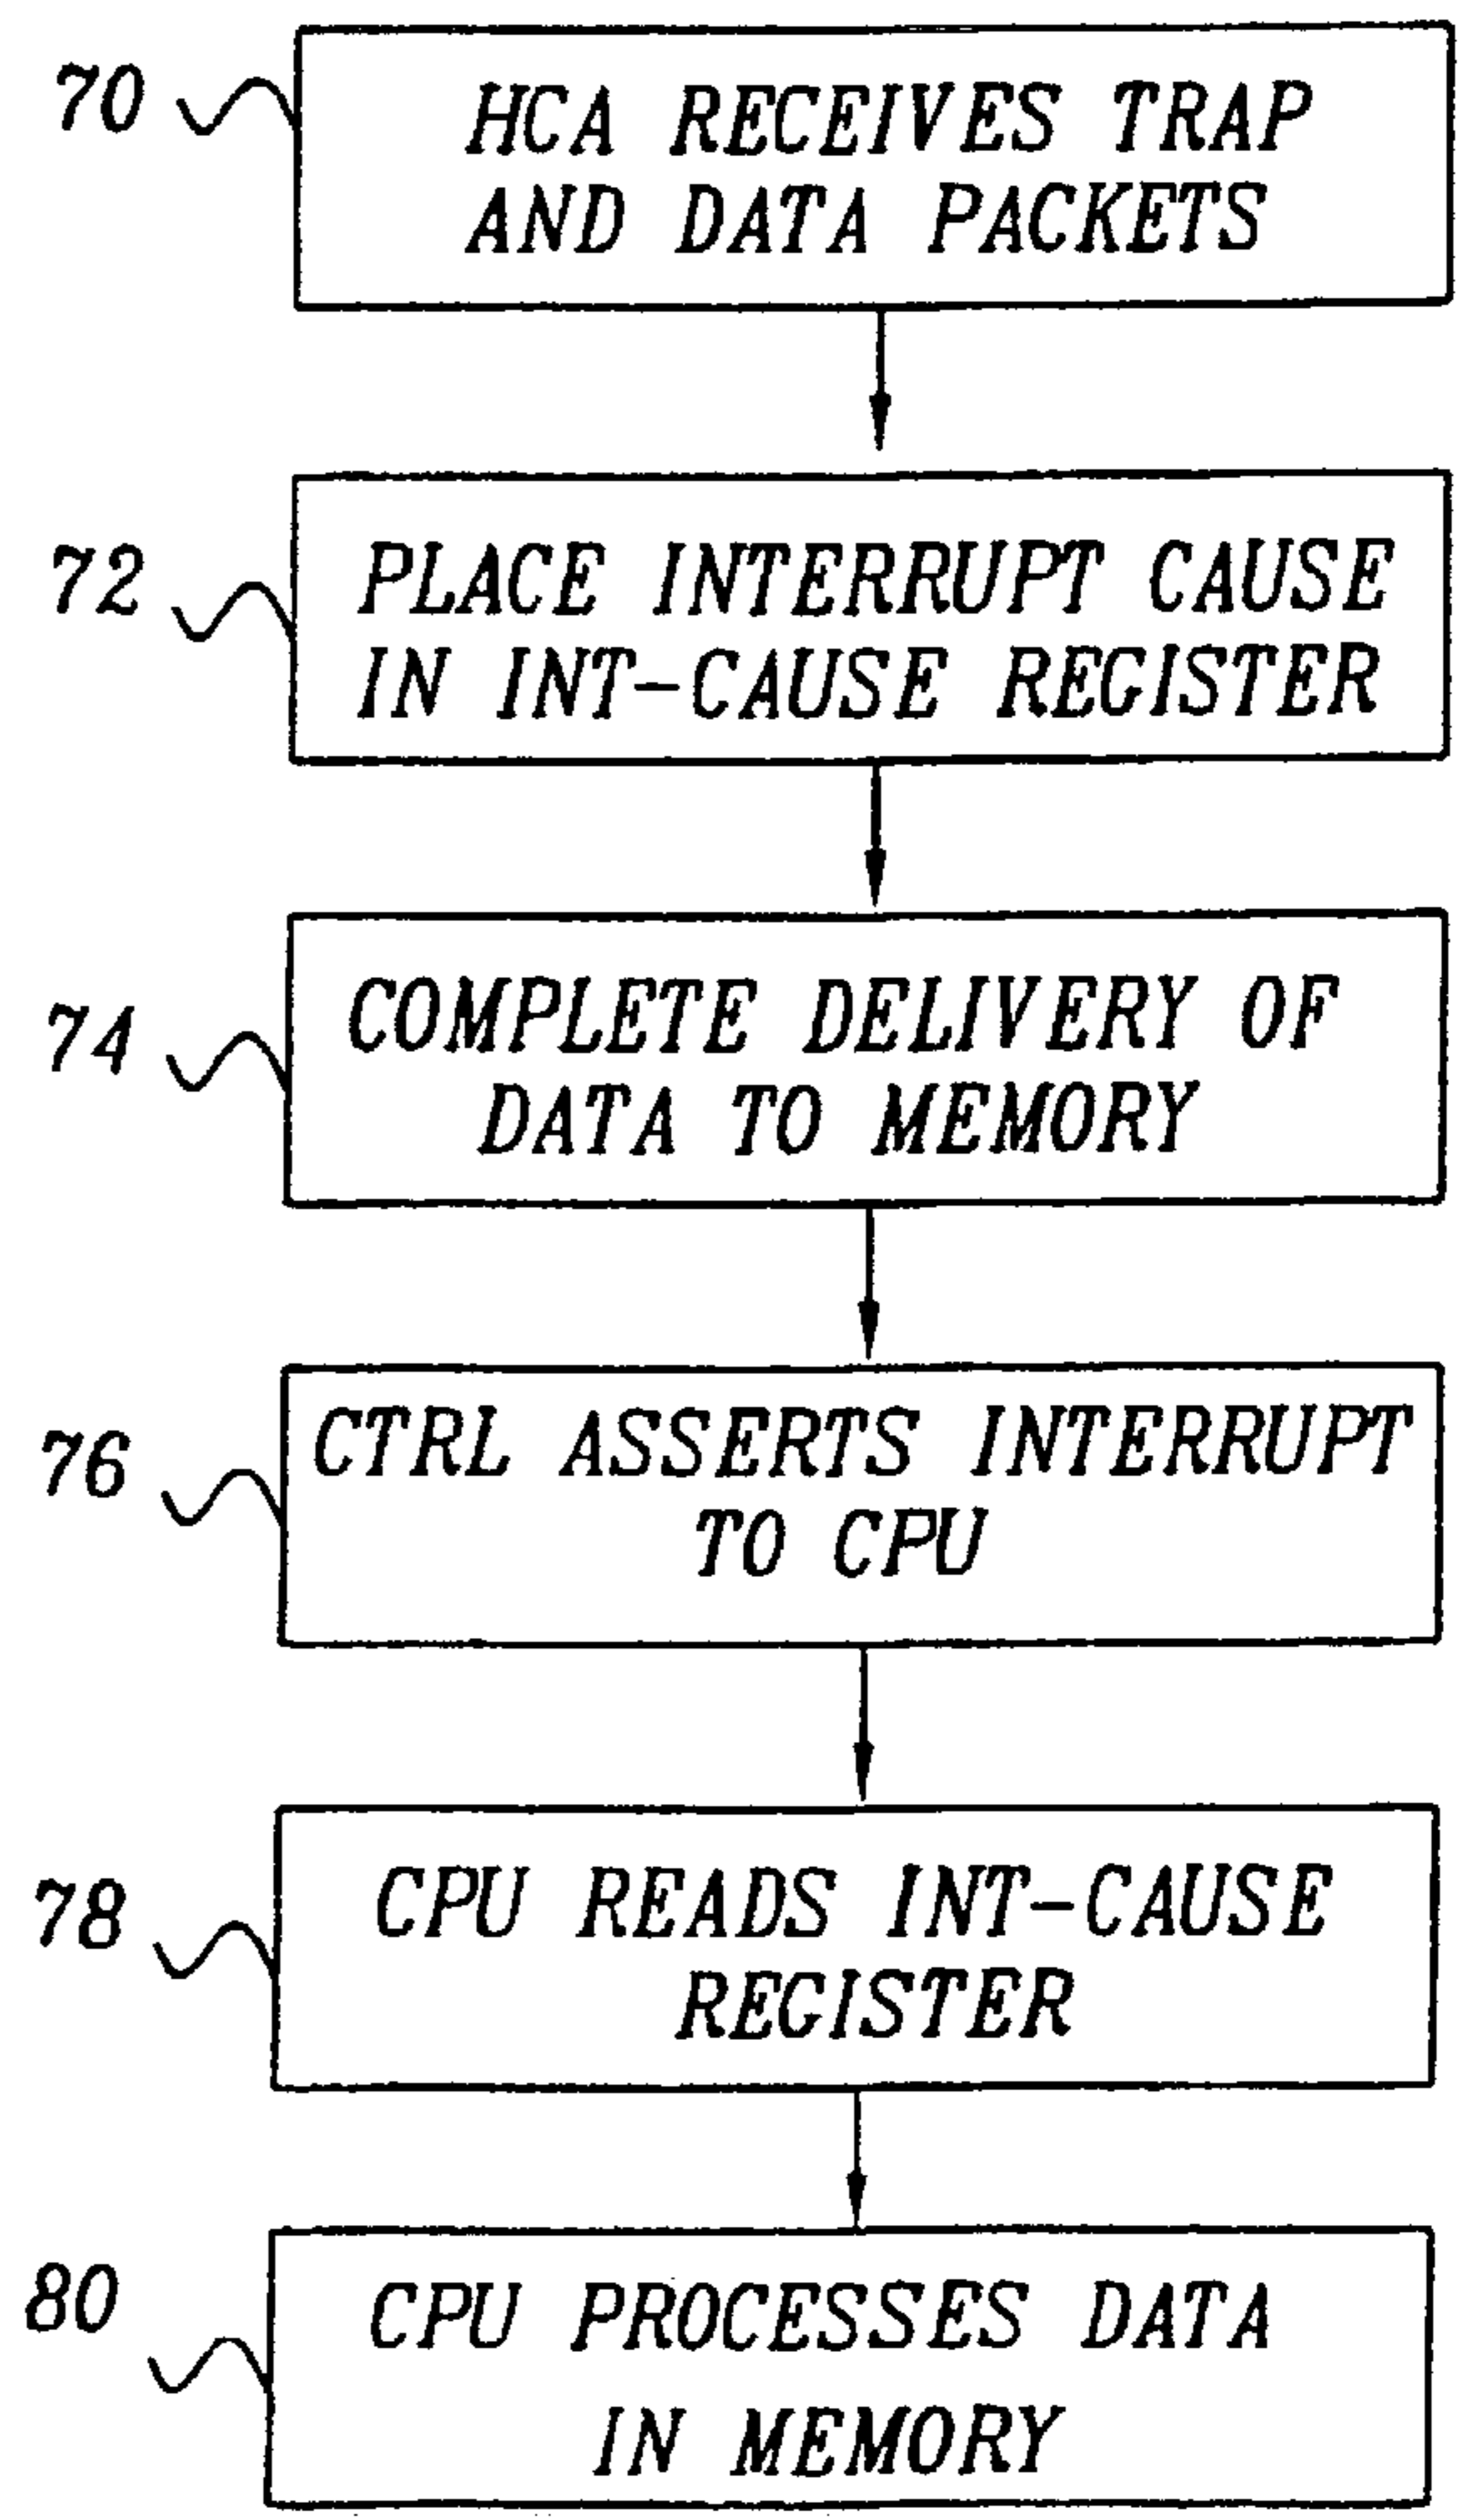 70
HCA RECEIVES TRAP
AND DATA PACKETS
72
PLACE INTERRUPT CAUSE
IN INT-CAUSE REGISTER
74
COMPLETE DELIVERY OF
DATA TO MEMORY
76
CTRL ASSERTS INTERRUPT
TO CPU
78
CPU READS INT-CAUSE
REGISTER
80
CPU PROCESSES DATA
IN MEMORY